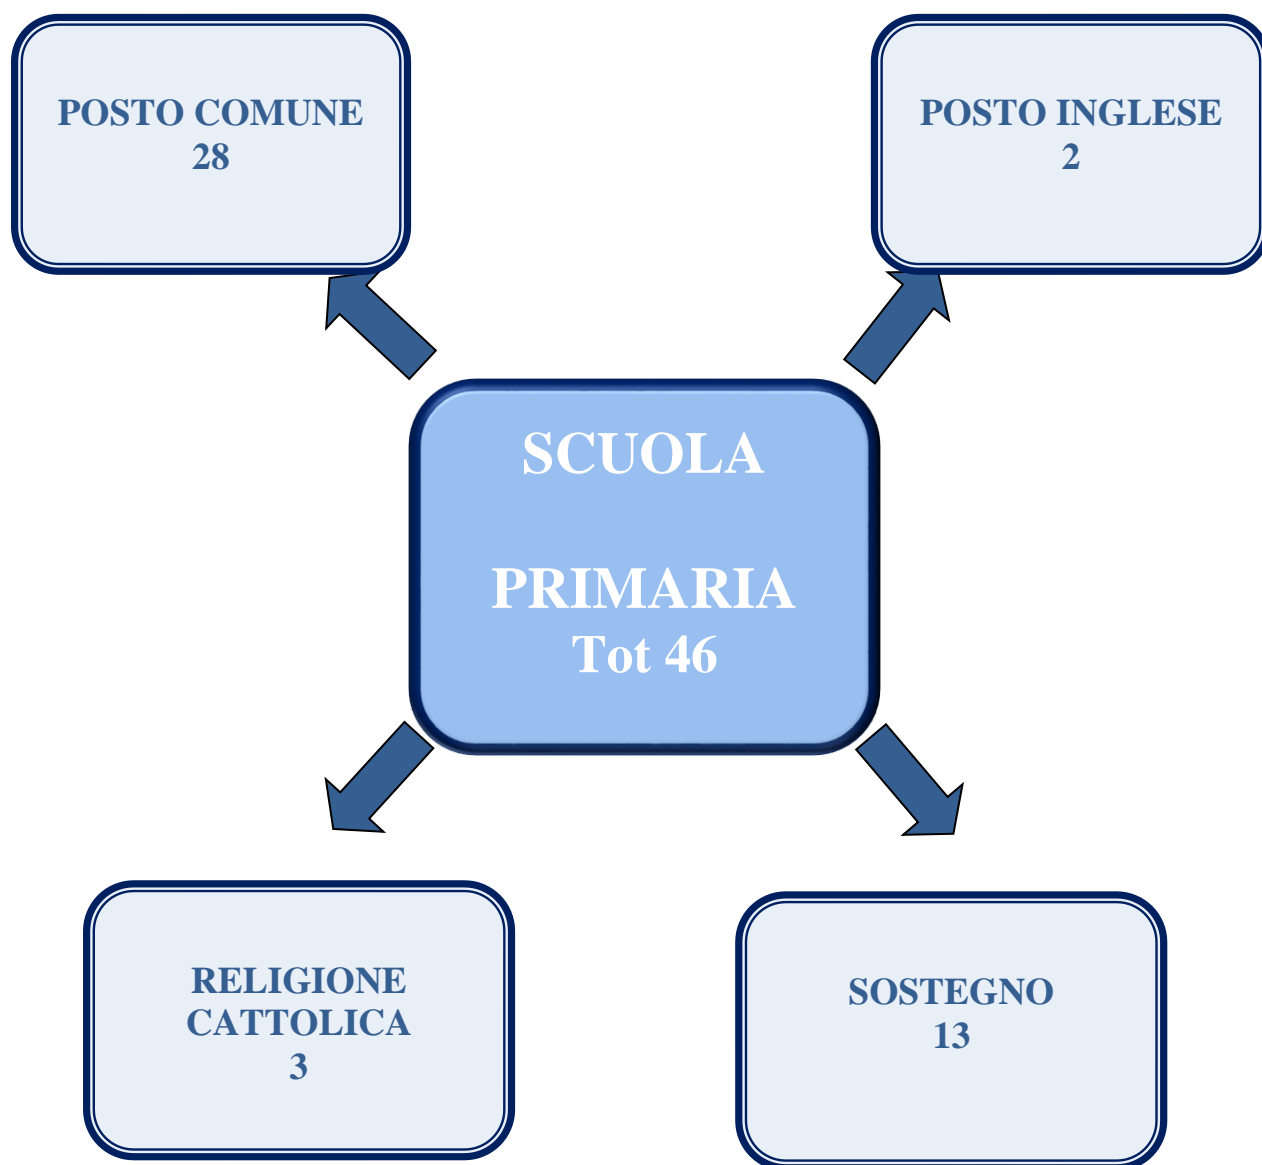 POSTO COMUNE
28
POSTO INGLESE
2
SCUOLA
PRIMARIA
Tot 46
RELIGIONE
CATTOLICA
3
SOSTEGNO
13